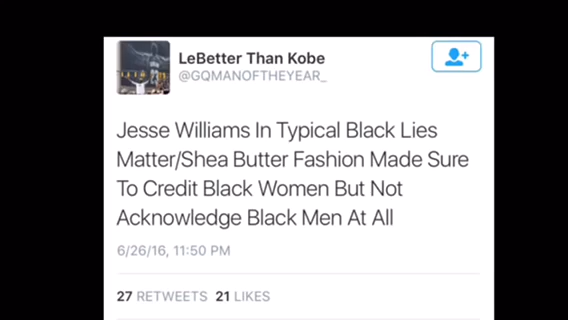 LeBetter Than Kobe
@GQMANOFTHEYEAR_
Jesse Williams In Typical Black Lies
Matter/Shea Butter Fashion Made Sure
To Credit Black Women But Not
Acknowledge Black Men At All
6/26/16, 11:50 PM
27 RETWEETS 21 LIKES